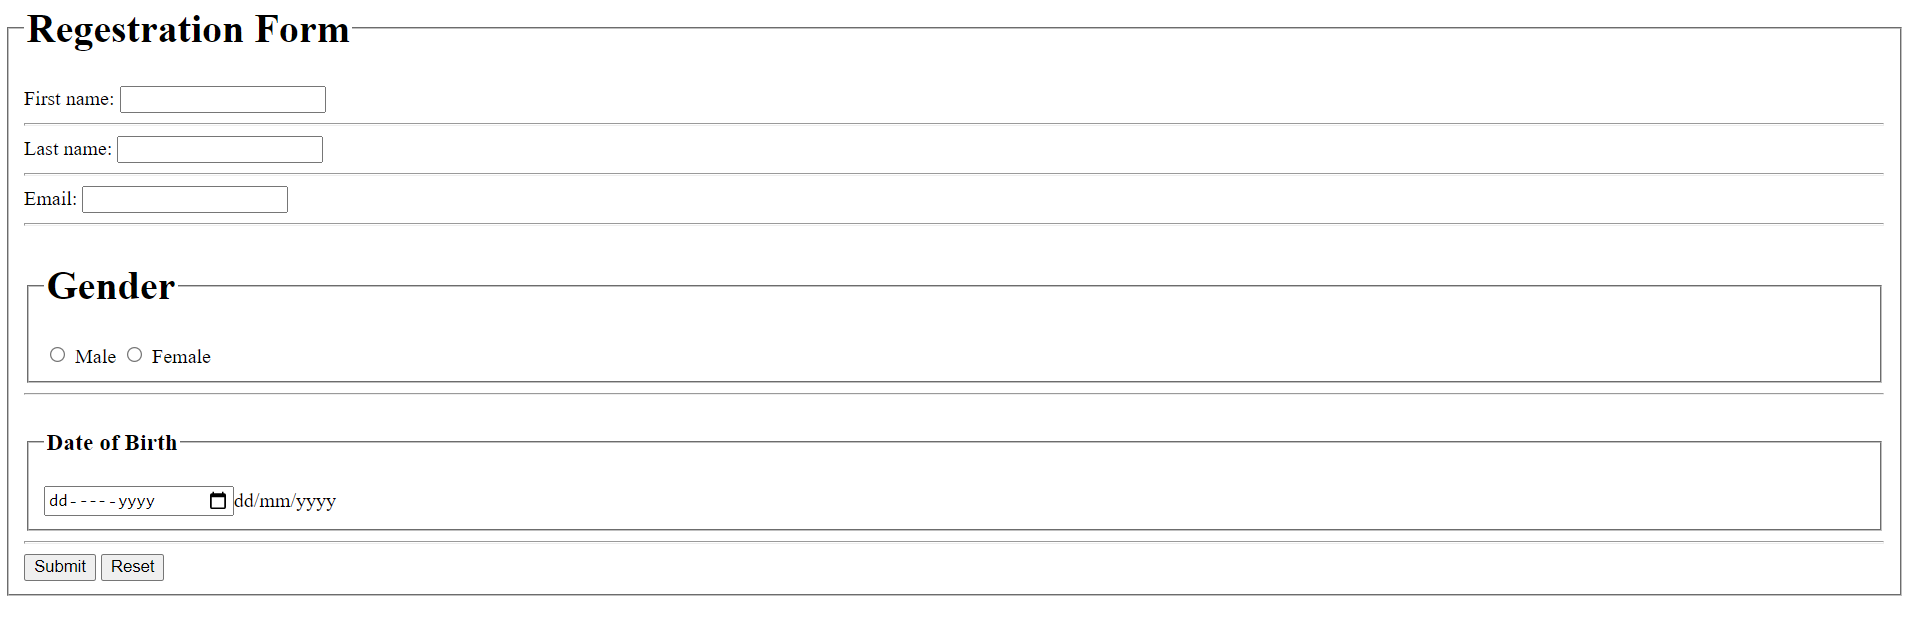 Regestration Form
First name:
Last name:
Email:
Gender
Male Female
Date of Birth
dd-----yyyy dd/mm/yyyy
Submit Reset